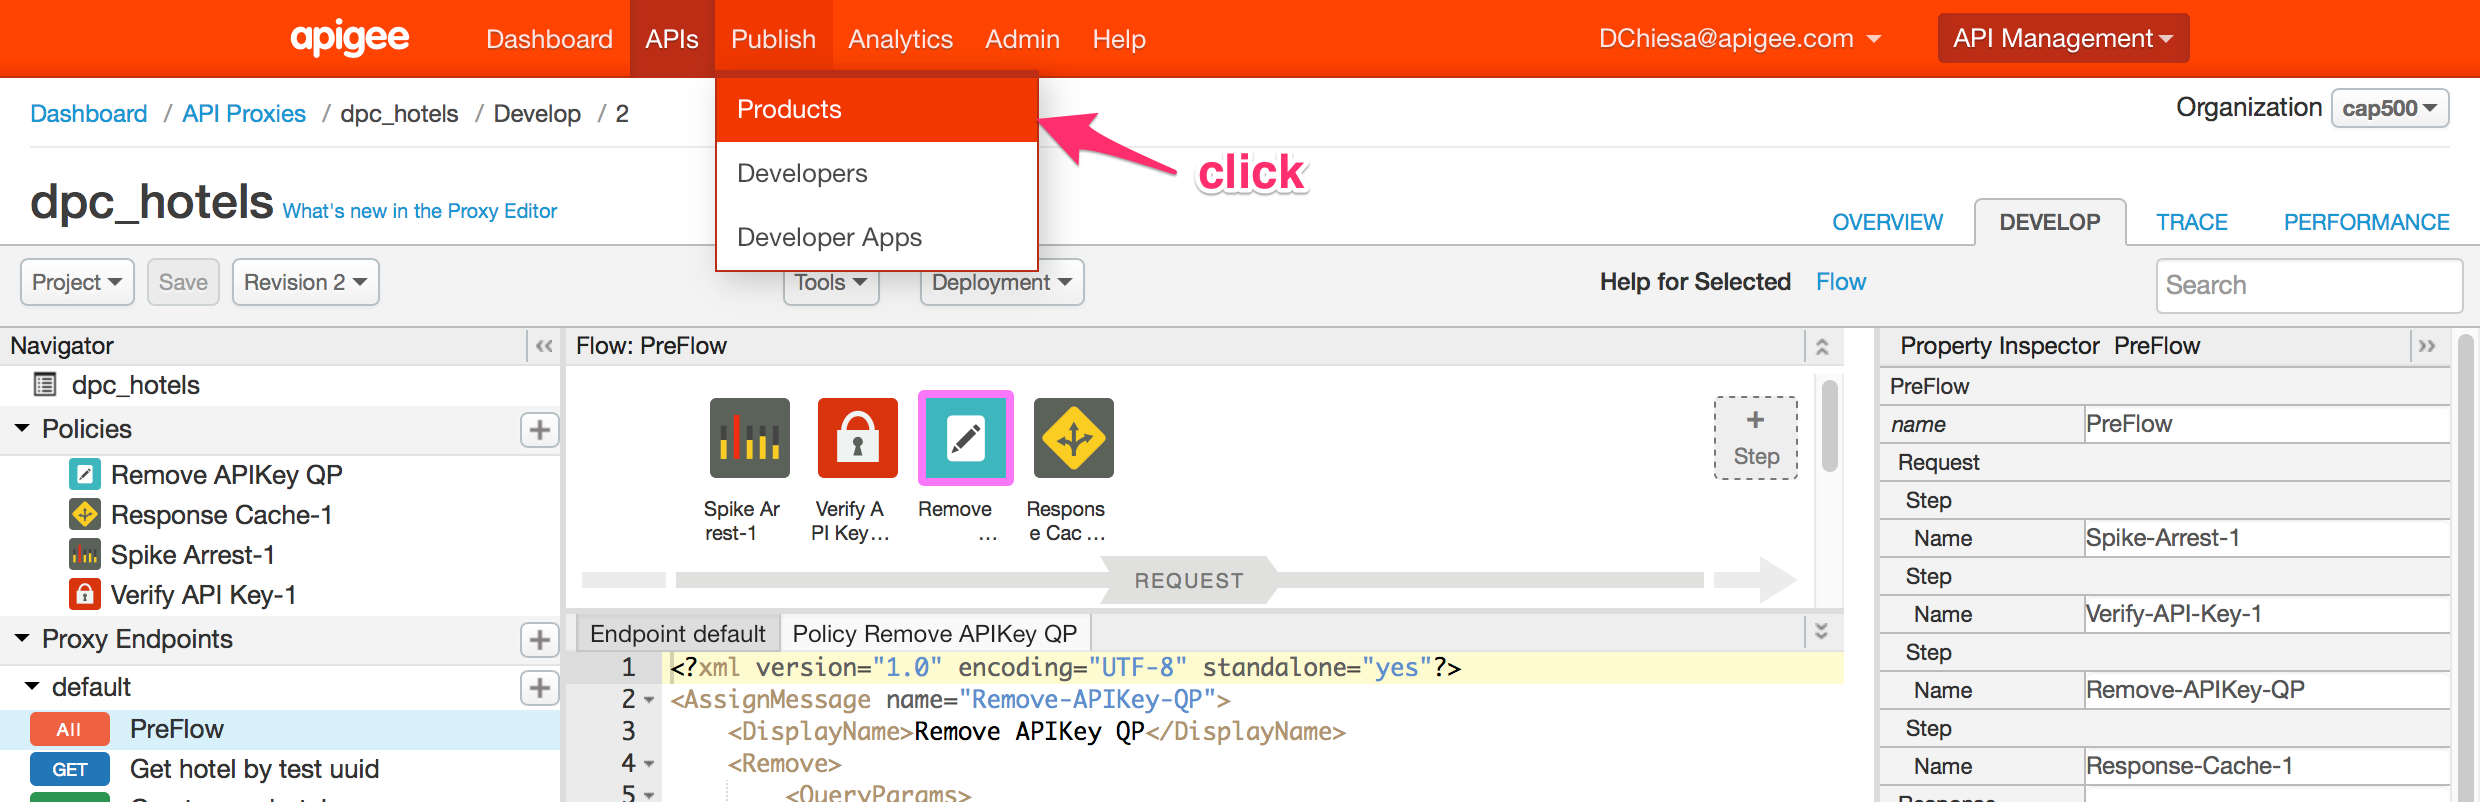 apigee Dashboard APIs Publish Analytics Admin Help DChiesa@apigee.com API Management
Dashboard / API Proxies / dpc_hotels / Develop / 2
Organization cap500
Products
Developers
Developer Apps
click
dpc_hotels What's new in the Proxy Editor
OVERVIEW DEVELOP TRACE PERFORMANCE
Project Save Revision 2 Tools Deployment Help for Selected Flow Search
Navigator
dpc_hotels
Policies
Remove APIKey QP
Response Cache-1
Spike Arrest-1
Verify API Key-1
Proxy Endpoints
default
All PreFlow
GET Get hotel by test uuid
Flow: PreFlow
Spike Ar
rest-1
Verify A
PI Key...
Remove
...
Respons
e Cac ...
+
Step
REQUEST
Endpoint default Policy Remove APIKey QP
1 <?xml version="1.0" encoding="UTF-8" standalone="yes"?>
2 <AssignMessage name="Remove-APIKey-QP">
3 <DisplayName>Remove APIKey QP</DisplayName>
4 <Remove>
5 <QueryParams>
Property Inspector PreFlow
PreFlow
name PreFlow
Request
Step
Name Spike-Arrest-1
Step
Name Verify-API-Key-1
Step
Name Remove-APIKey-QP
Step
Name Response-Cache-1